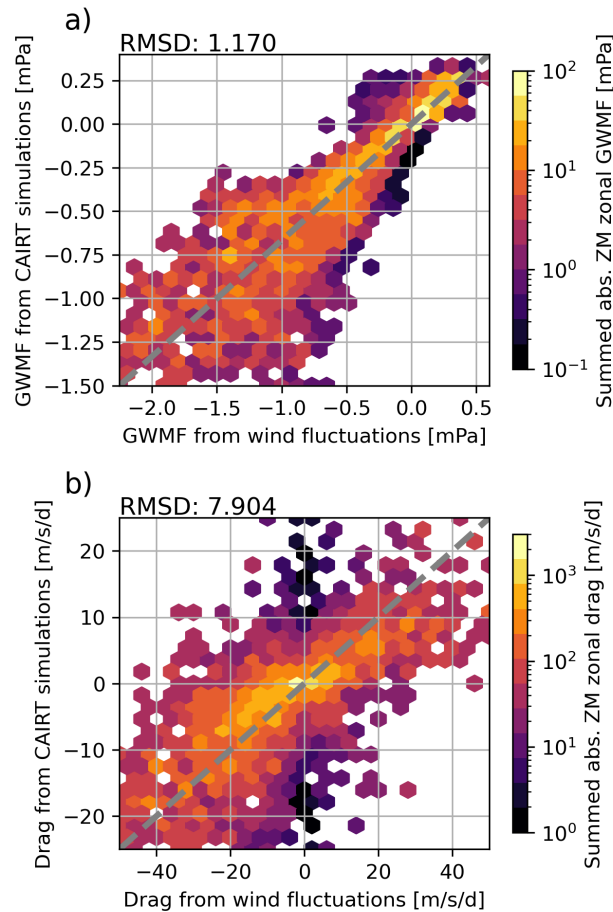 a)
RMSD: 1.170
GWMF from CAIRT simulations [mPa]
0.25
0.00
−0.25
−0.50
−0.75
−1.00
−1.25
−1.50
−2.0 −1.5 −1.0 −0.5 0.0 0.5
GWMF from wind fluctuations [mPa]
10²
10¹
10⁰
10⁻¹
Summed abs. ZM zonal GWMF [mPa]
b)
RMSD: 7.904
Drag from CAIRT simulations [m/s/d]
20
10
0
−10
−20
−40 −20 0 20 40
Drag from wind fluctuations [m/s/d]
10³
10²
10¹
10⁰
Summed abs. ZM zonal drag [m/s/d]